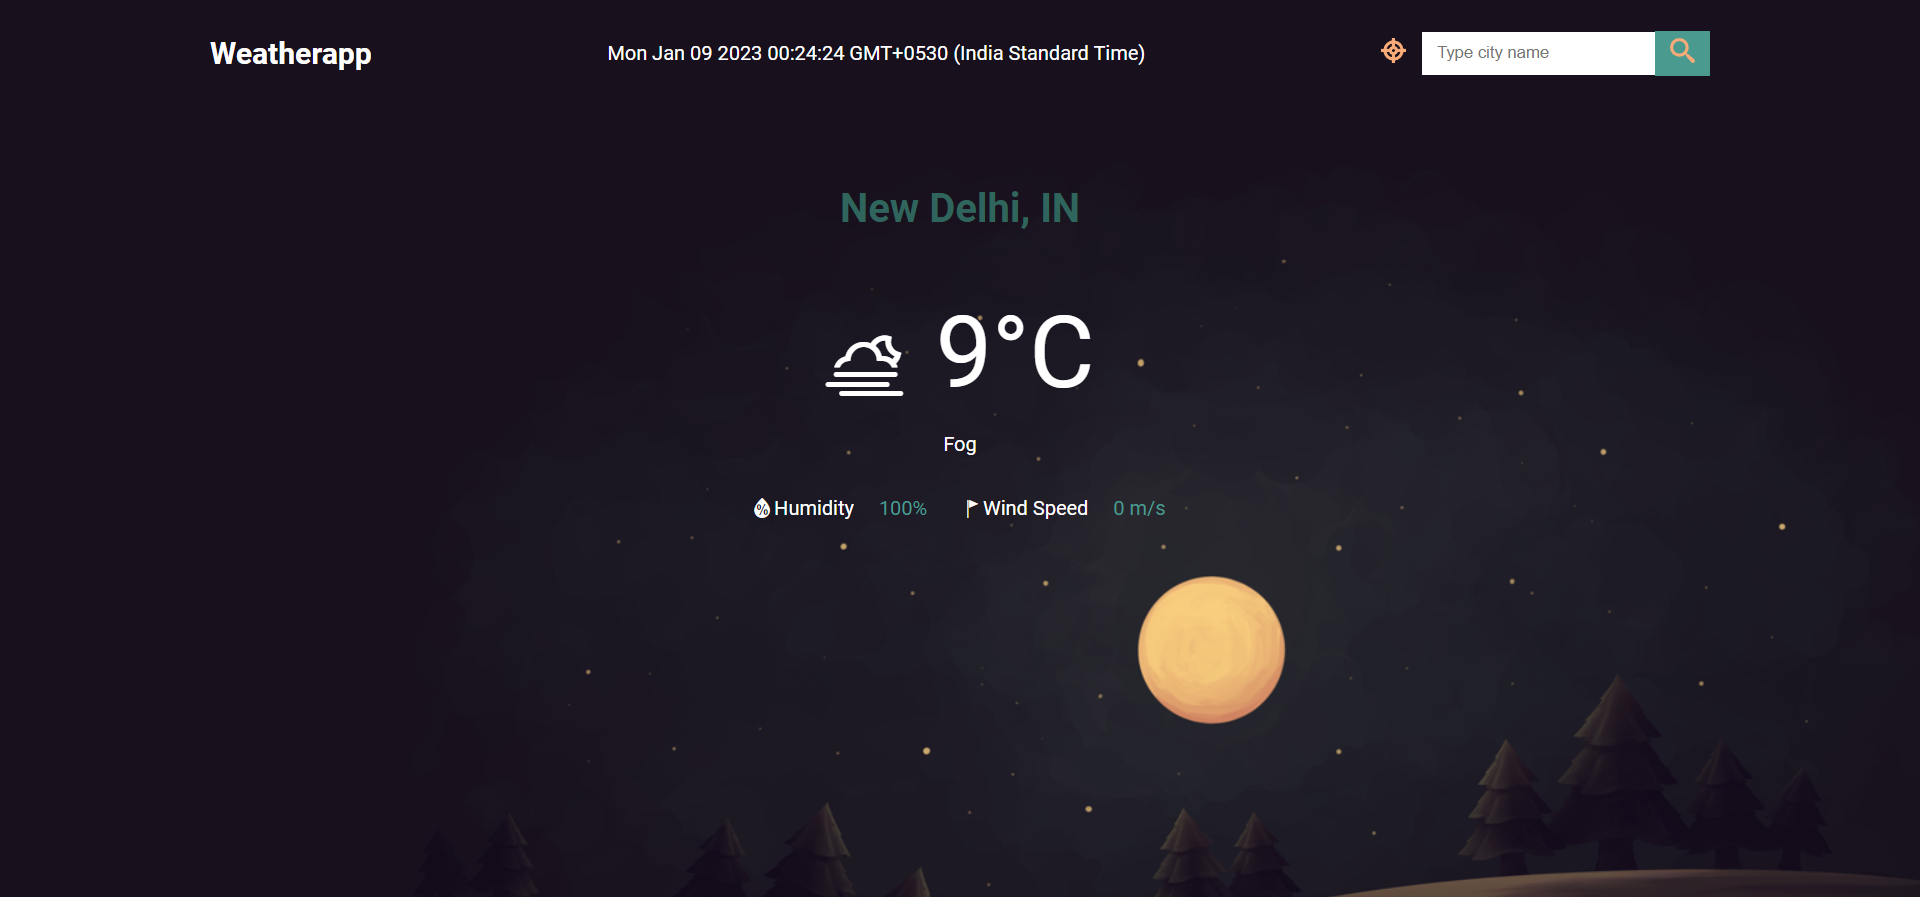 Weatherapp
Mon Jan 09 2023 00:24:24 GMT+0530 (India Standard Time)
Type city name
New Delhi, IN
9°C
Fog
% Humidity 100% Wind Speed 0 m/s